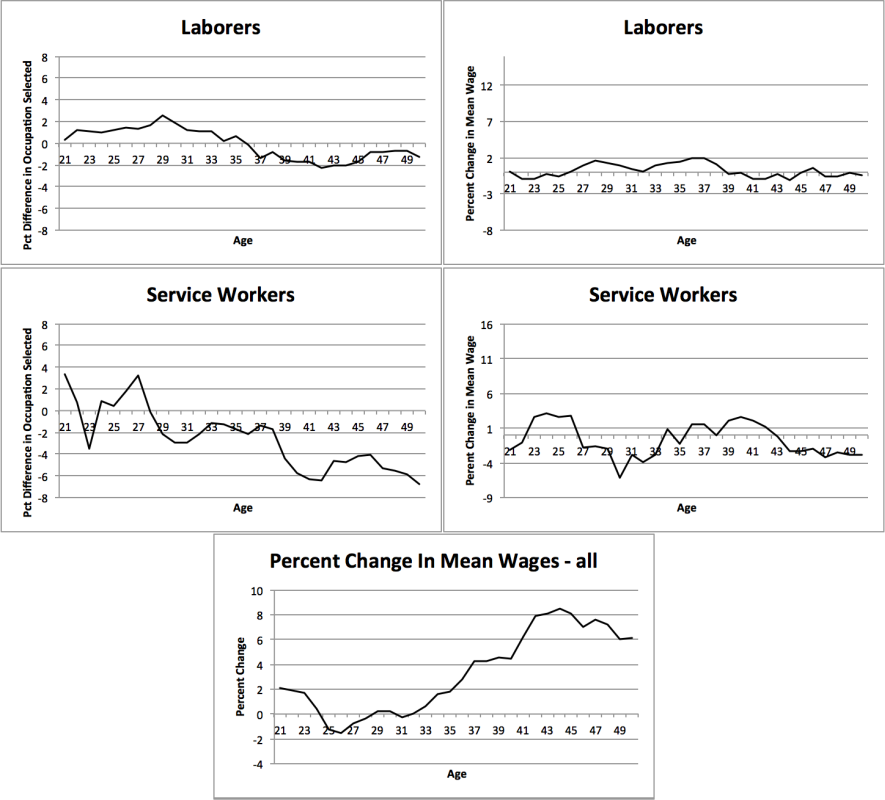 Laborers
Pct Difference in Occupation Selected
8
6
4
2
0
-2
-4
-6
-8
21 23 25 27 29 31 33 35 37 39 41 43 45 47 49
Age
Laborers
Percent Change in Mean Wage
12
7
2
-3
-8
21 23 25 27 29 31 33 35 37 39 41 43 45 47 49
Age
Service Workers
Pct Difference in Occupation Selected
8
6
4
2
0
-2
-4
-6
-8
21 23 25 27 29 31 33 35 37 39 41 43 45 47 49
Age
Service Workers
Perent Change in Mean Wage
16
11
6
1
-4
-9
21 23 25 27 29 31 33 35 37 39 41 43 45 47 49
Age
Percent Change In Mean Wages - all
Percent Change
10
8
6
4
2
0
-2
-4
21 23 25 27 29 31 33 35 37 39 41 43 45 47 49
Age